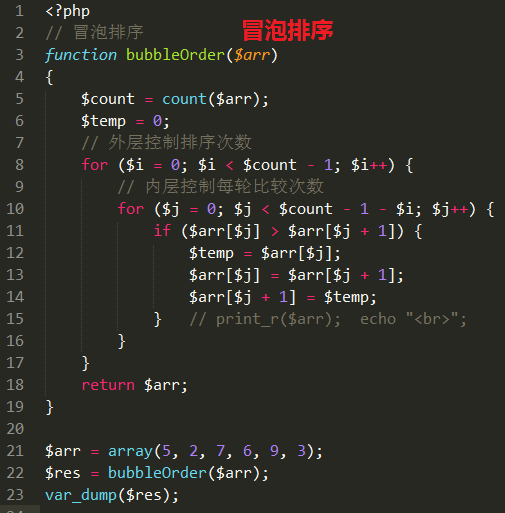 1 <?php
2 // 冒泡排序 冒泡排序
3 function bubbleOrder($arr)
4 {
5     $count = count($arr);
6     $temp = 0;
7     // 外层控制排序次数
8     for ($i = 0; $i < $count - 1; $i++) {
9         // 内层控制每轮比较次数
10         for ($j = 0; $j < $count - 1 - $i; $j++) {
11             if ($arr[$j] > $arr[$j + 1]) {
12                 $temp = $arr[$j];
13                 $arr[$j] = $arr[$j + 1];
14                 $arr[$j + 1] = $temp;
15             }   // print_r($arr);  echo "<br>";
16         }
17     }
18     return $arr;
19 }
20
21 $arr = array(5, 2, 7, 6, 9, 3);
22 $res = bubbleOrder($arr);
23 var_dump($res);